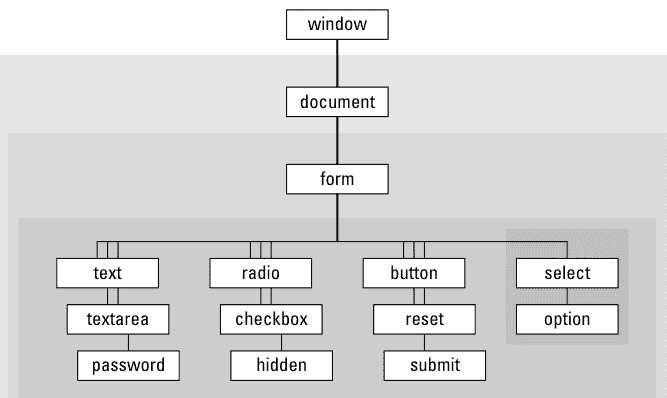 window
document
form
text radio button select
textarea checkbox reset option
password hidden submit